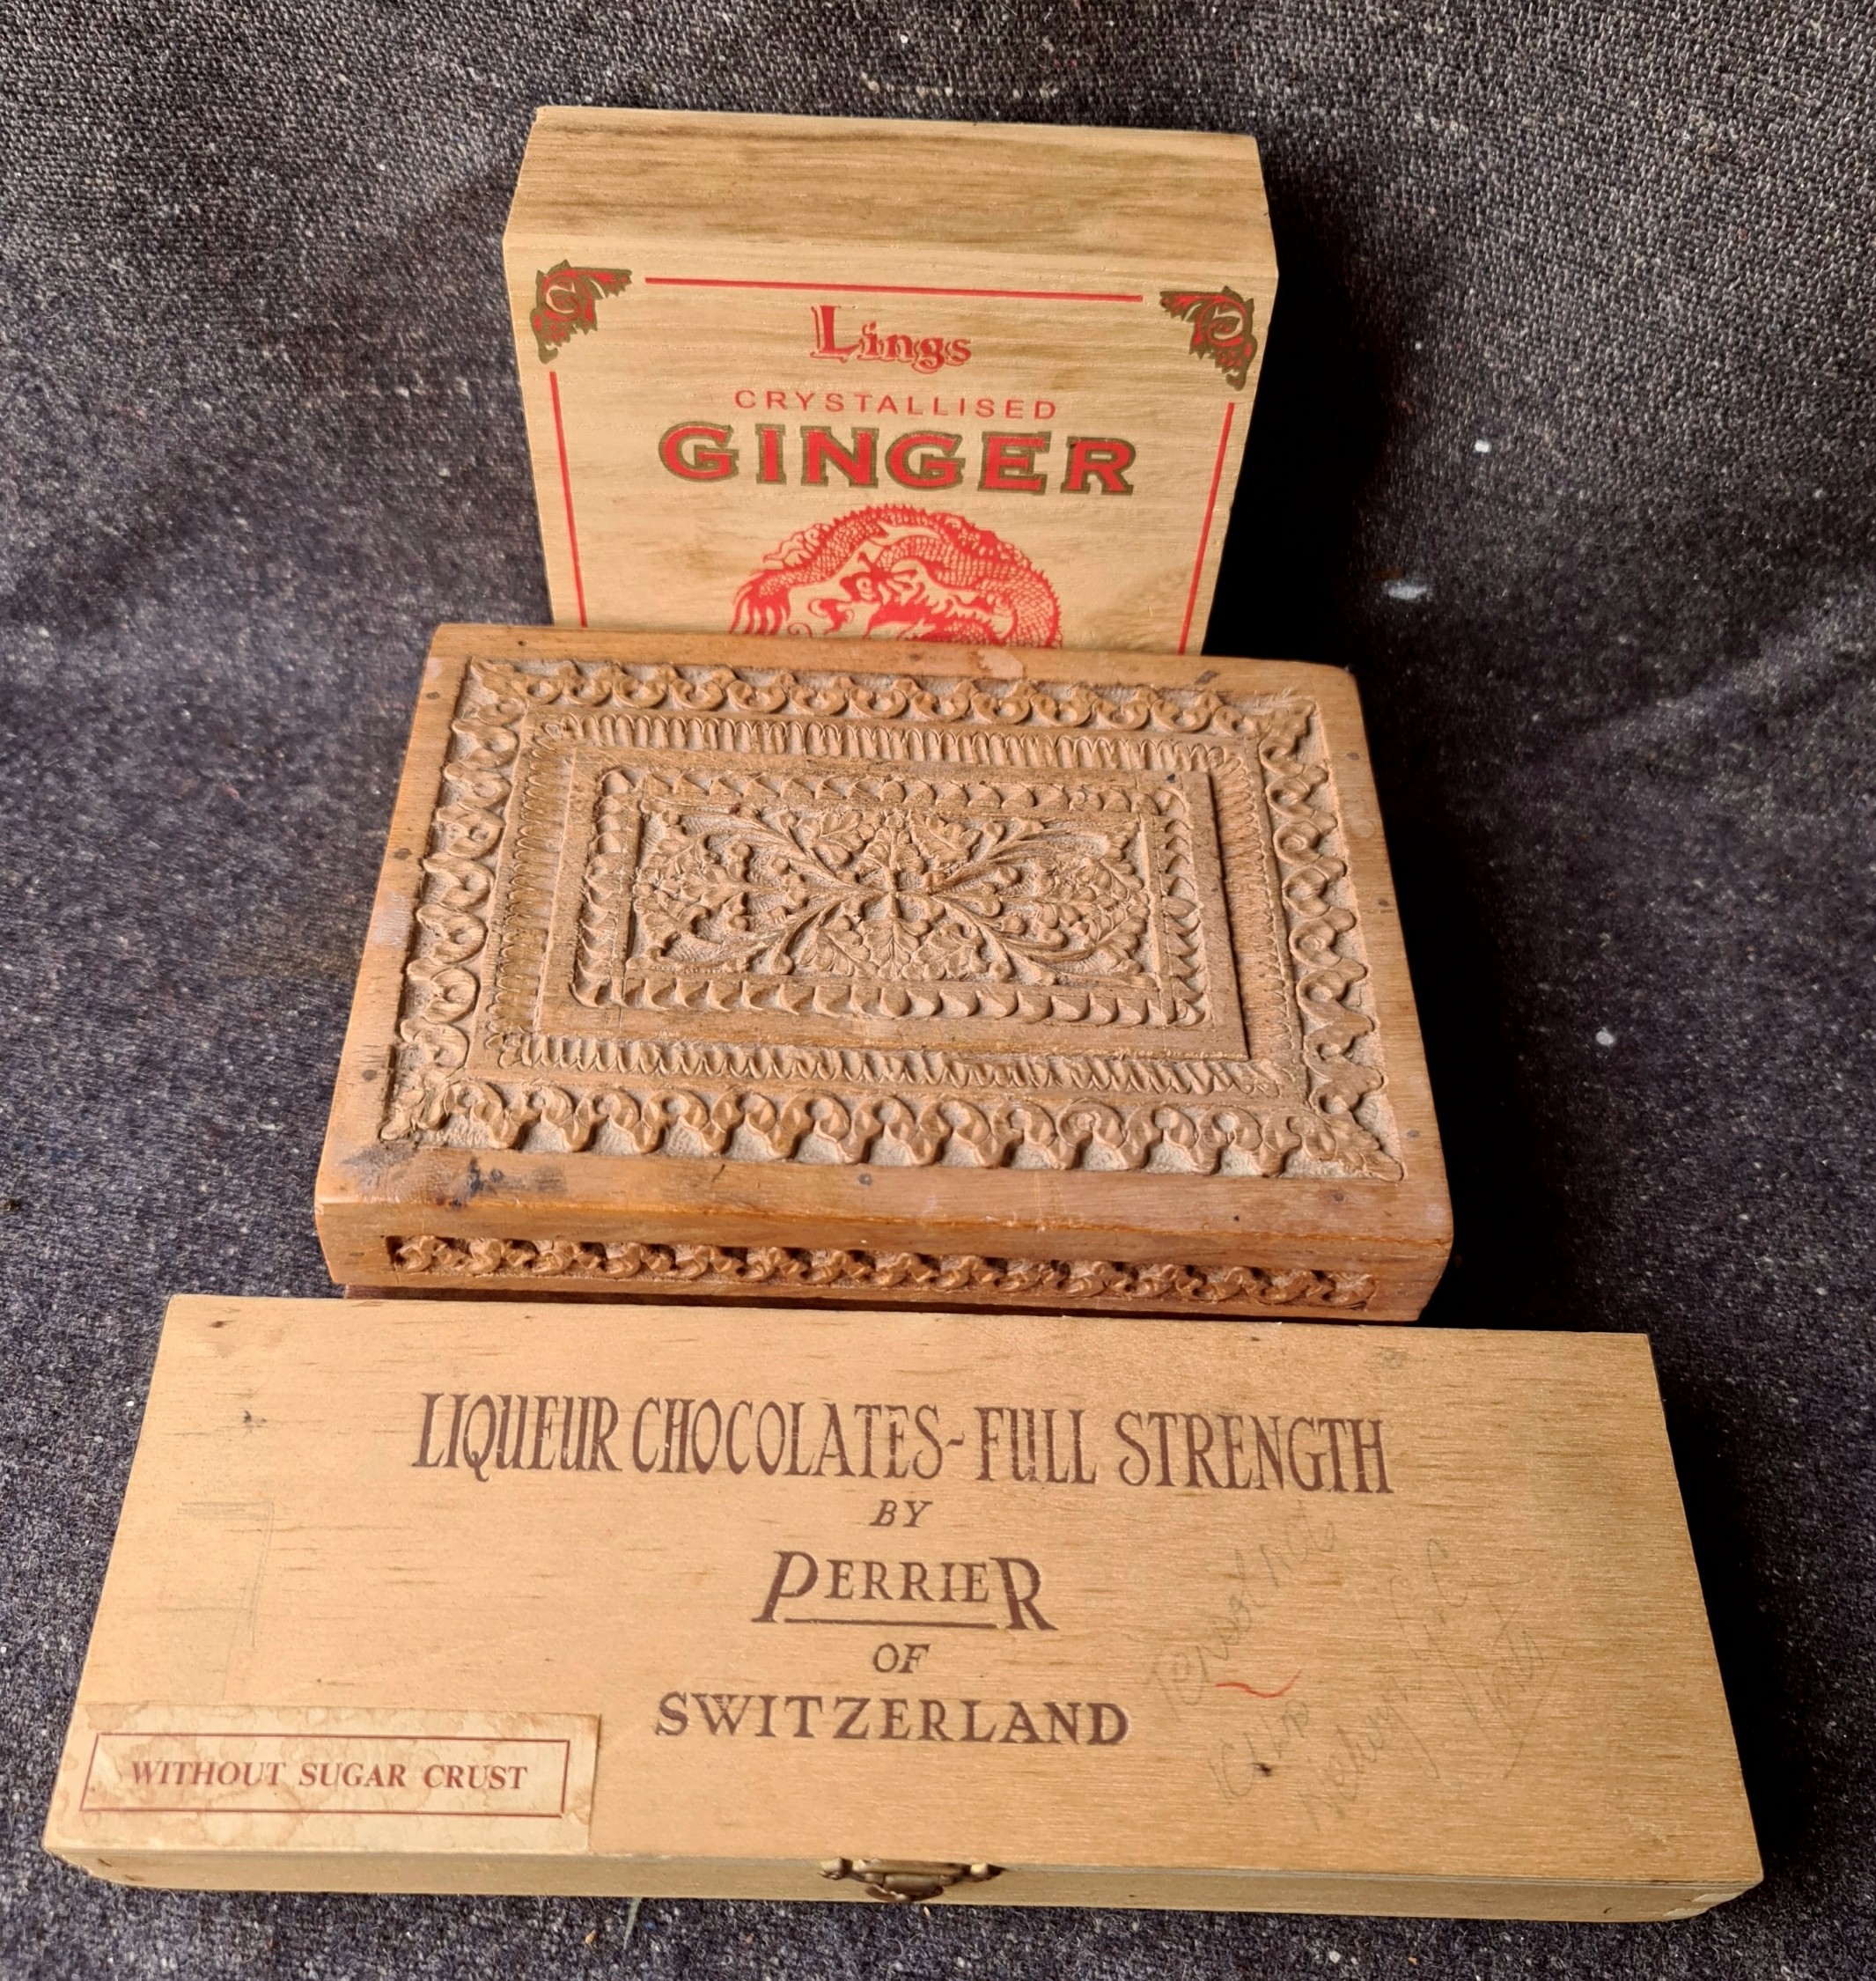 Lings
CRYSTALLISED
GINGER
LIQUEUR CHOCOLATES-FULL STRENGTH
BY
PERRIER
OF
SWITZERLAND
WITHOUT SUGAR CRUST